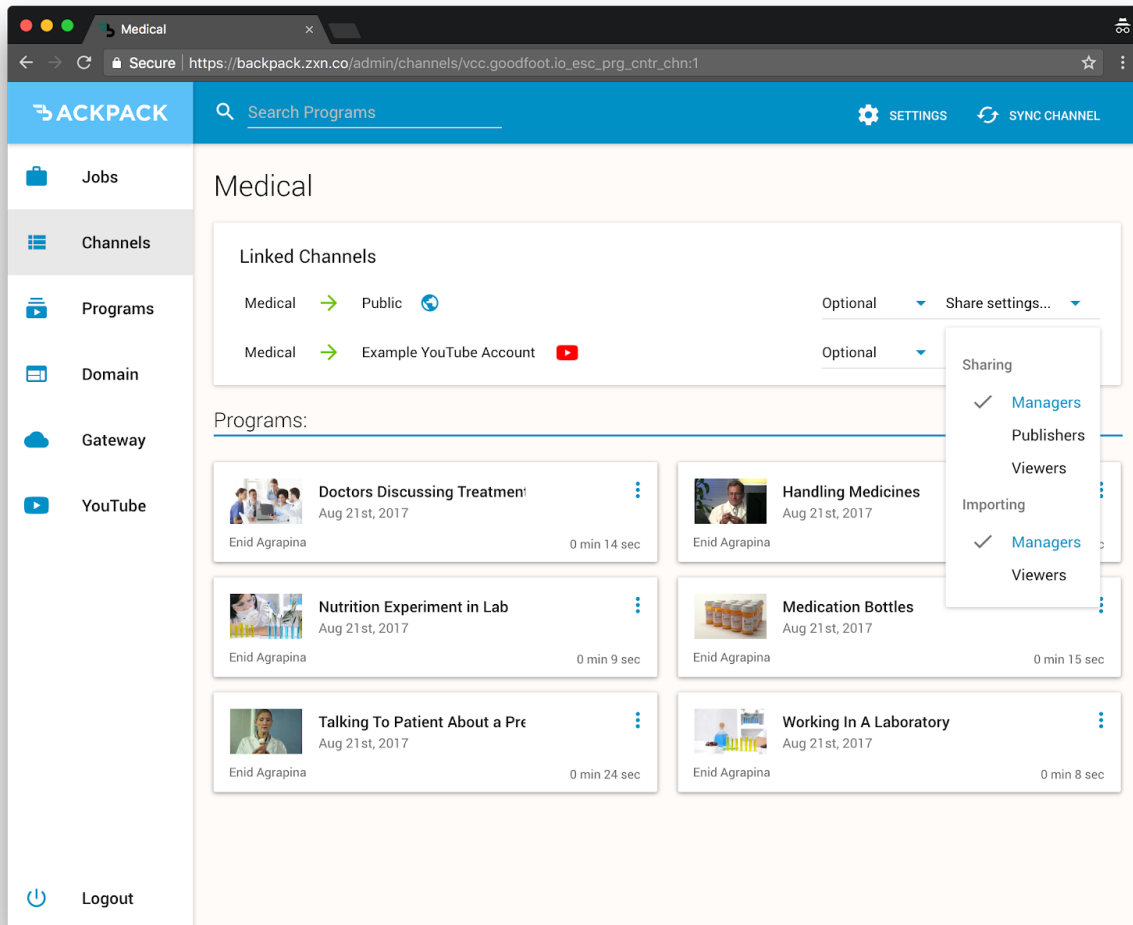 Medical
Secure https://backpack.zxn.co/admin/channels/vcc.goodfoot.io_esc_prg_cntr_chn:1
BACKPACK
Search Programs
SETTINGS
SYNC CHANNEL
Jobs
Channels
Programs
Domain
Gateway
YouTube
Logout
Medical
Linked Channels
Medical Public Optional Share settings...
Medical Example YouTube Account Optional
Sharing
Managers
Publishers
Viewers
Importing
Managers
Viewers
Programs:
Doctors Discussing Treatment
Aug 21st, 2017
Enid Agrapina 0 min 14 sec
Handling Medicines
Aug 21st, 2017
Enid Agrapina
Nutrition Experiment in Lab
Aug 21st, 2017
Enid Agrapina 0 min 9 sec
Medication Bottles
Aug 21st, 2017
Enid Agrapina 0 min 15 sec
Talking To Patient About a Pre
Aug 21st, 2017
Enid Agrapina 0 min 24 sec
Working In A Laboratory
Aug 21st, 2017
Enid Agrapina 0 min 8 sec